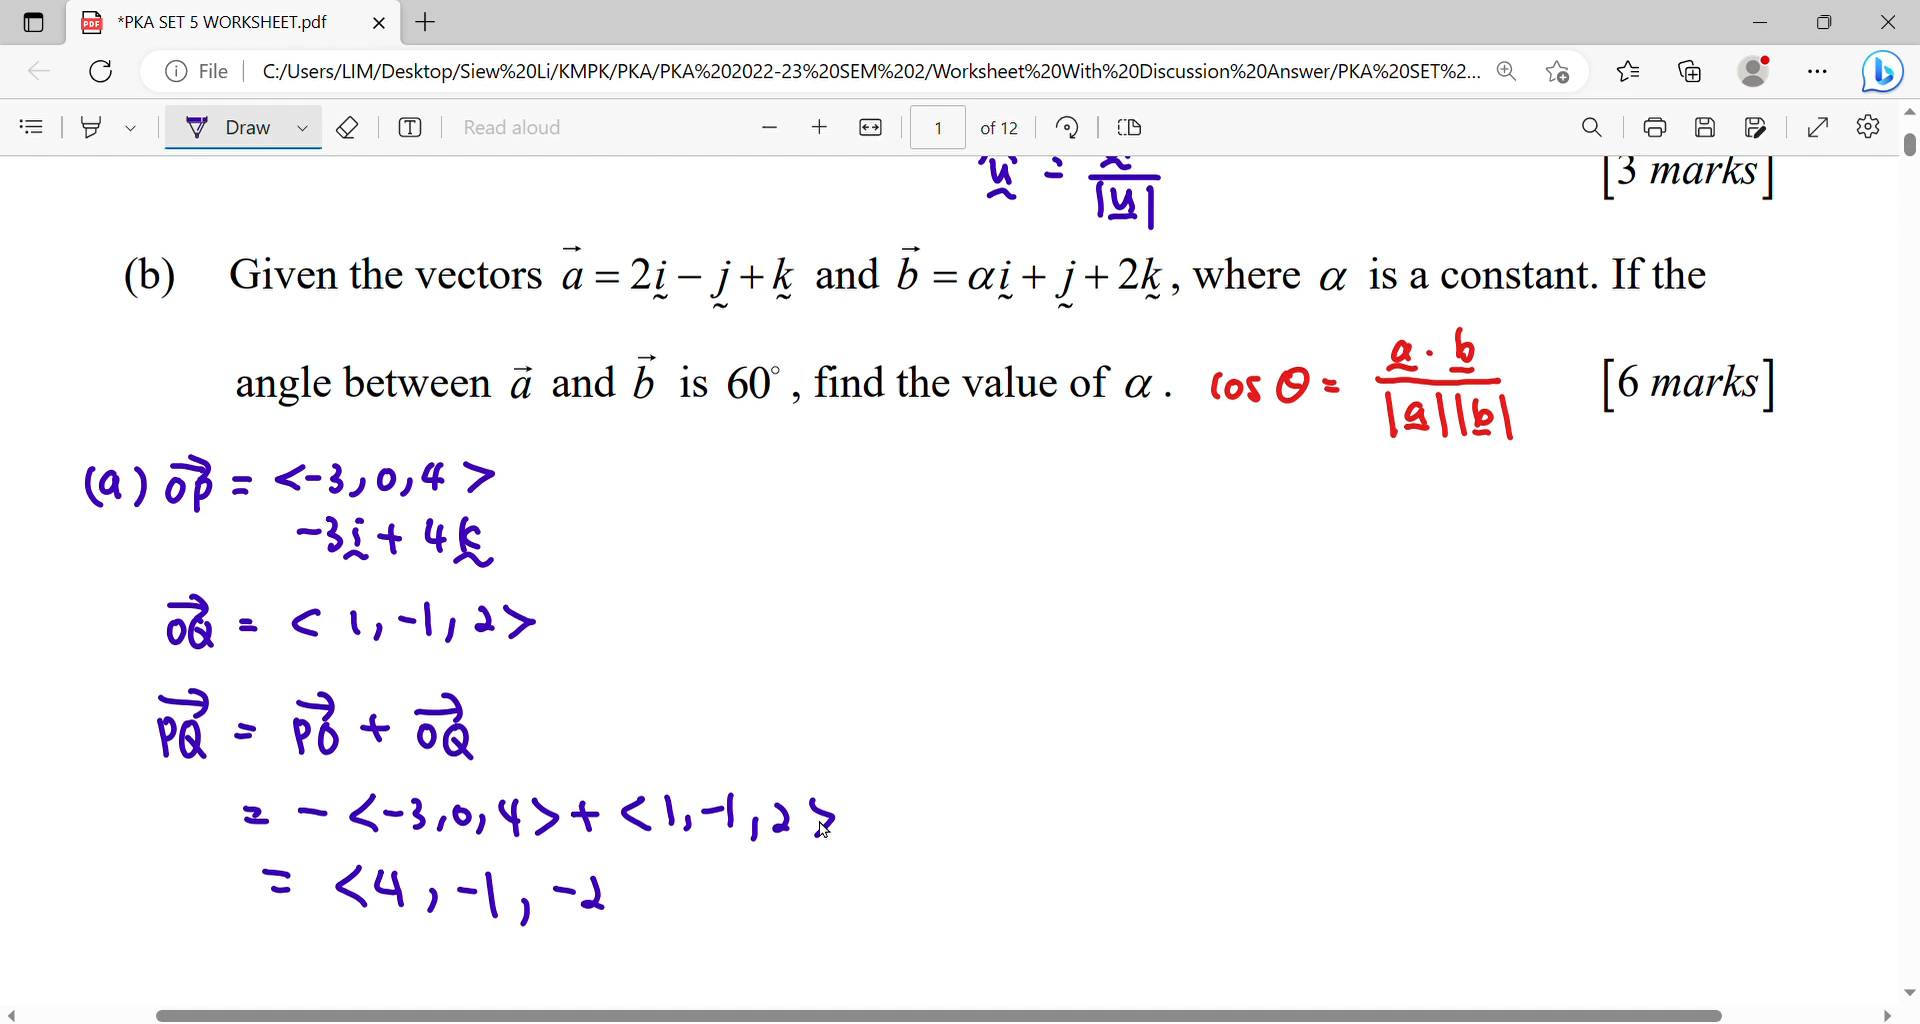 *PKA SET 5 WORKSHEET.pdf
File C:/Users/LIM/Desktop/Siew%20Li/KMPK/PKA/PKA%202022-23%20SEM%202/Worksheet%20With%20Discussion%20Answer/PKA%20SET%2...
Draw T Read aloud 1 of 12
u = |u| [3 marks]
(b) Given the vectors a⃗ = 2i − j + k and b⃗ = αi + j + 2k, where α is a constant. If the
angle between a⃗ and b⃗ is 60°, find the value of α. cos θ = a · b / |a||b| [6 marks]
(a) OP⃗ = <-3, 0, 4>
-3i + 4k
OQ⃗ = < 1, -1, 2>
PQ⃗ = PO⃗ + OQ⃗
= - <-3, 0, 4> + <1, -1, 2>
= <4, -1, -2